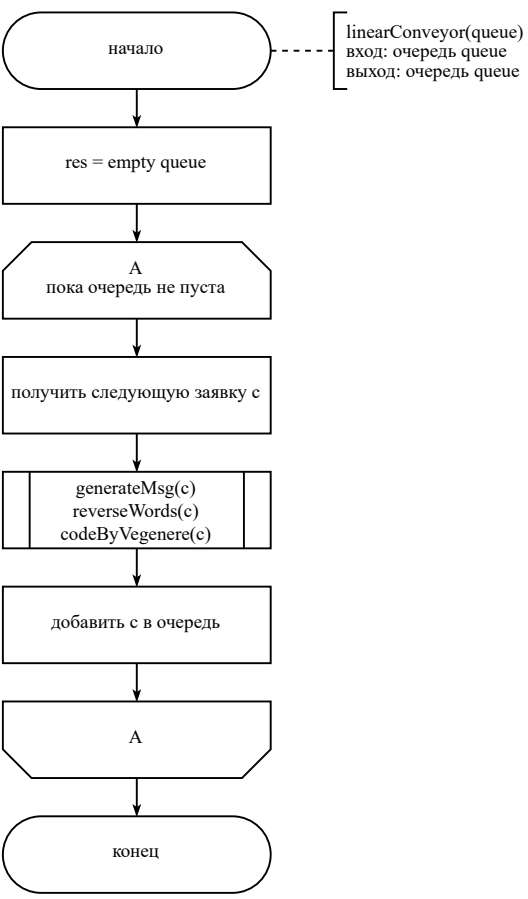 начало
linearConveyor(queue)
вход: очередь queue
выход: очередь queue
res = empty queue
A
пока очередь не пуста
получить следующую заявку c
generateMsg(c)
reverseWords(c)
codeByVegenere(c)
добавить c в очередь
A
конец